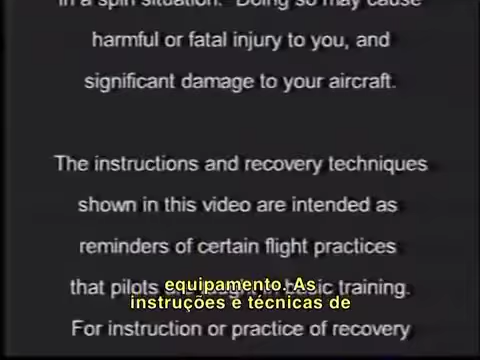 in a spin situation. Doing so may cause
harmful or fatal injury to you, and
significant damage to your aircraft.
The instructions and recovery techniques
shown in this video are intended as
reminders of certain flight practices
that pilots are in basic training.
equipamento. As
instruções e técnicas de
For instruction or practice of recovery